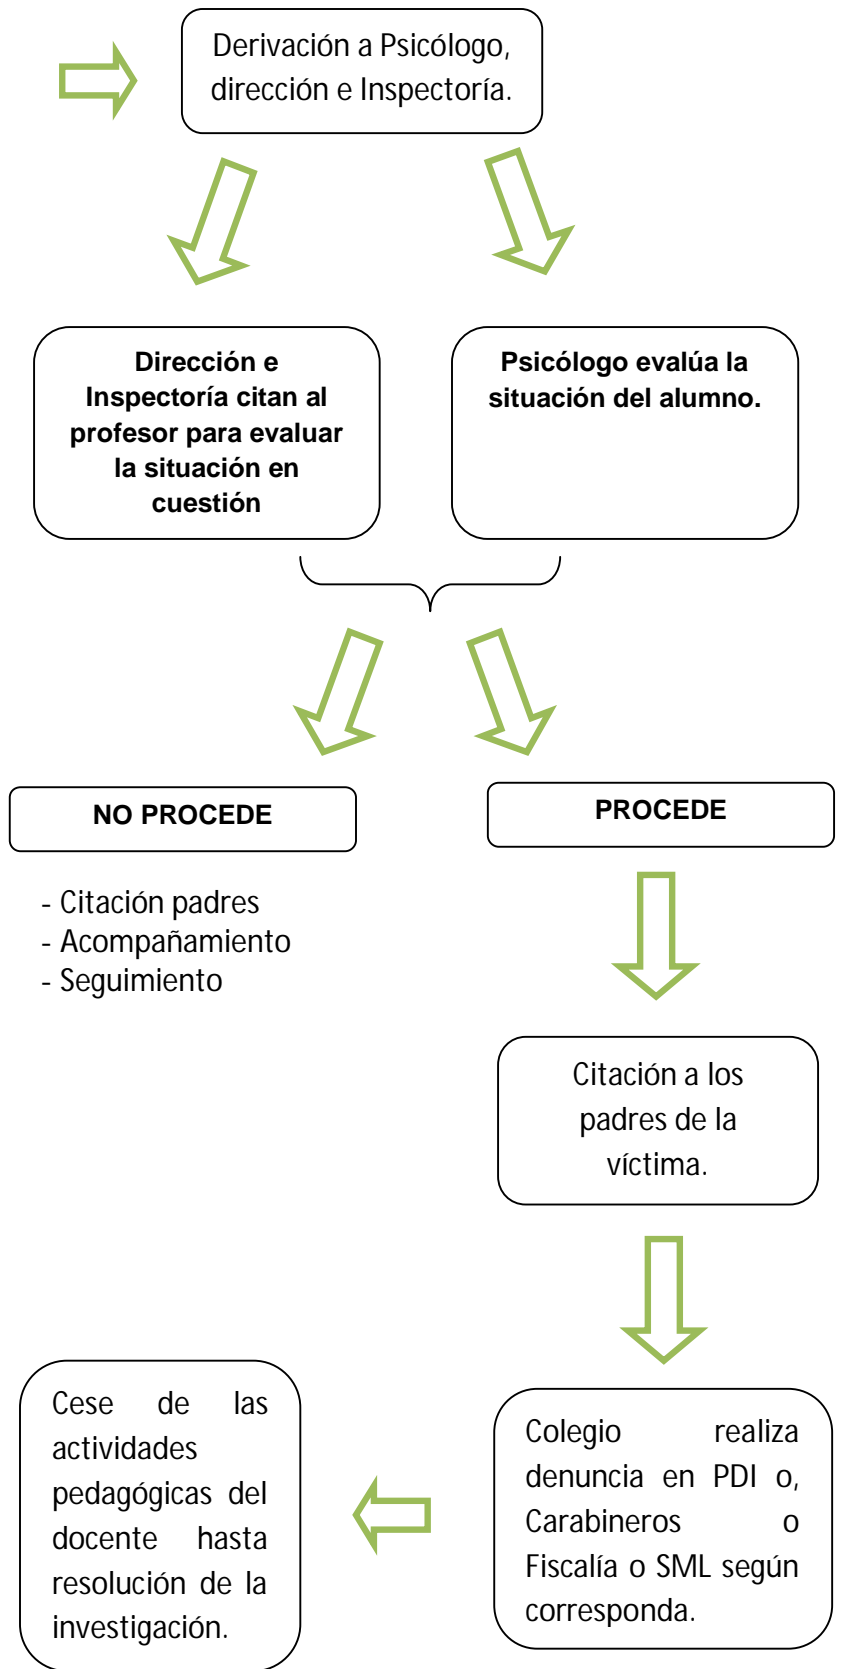 Derivación a Psicólogo,
dirección e Inspectoría.
Dirección e
Inspectoría citan al
profesor para evaluar
la situación en
cuestión
Psicólogo evalúa la
situación del alumno.
NO PROCEDE
- Citación padres
- Acompañamiento
- Seguimiento
PROCEDE
Citación a los
padres de la
víctima.
Colegio realiza
denuncia en PDI o,
Carabineros o
Fiscalía o SML según
corresponda.
Cese de las
actividades
pedagógicas del
docente hasta
resolución de la
investigación.